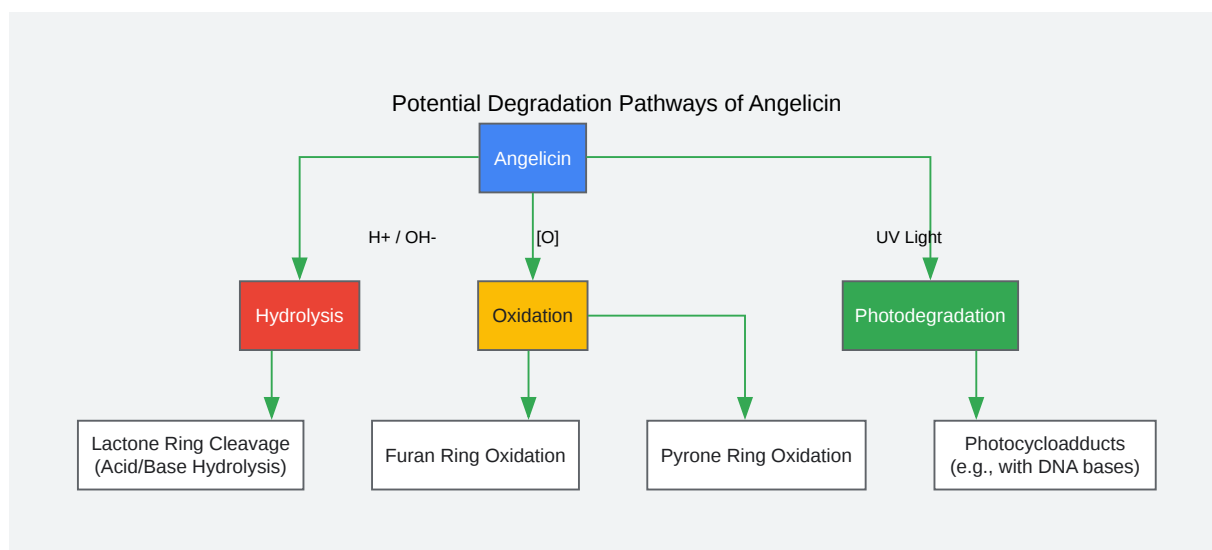 Potential Degradation Pathways of Angelicin
Angelicin
H+ / OH-
[O]
UV Light
Hydrolysis
Oxidation
Photodegradation
Lactone Ring Cleavage
(Acid/Base Hydrolysis)
Furan Ring Oxidation
Pyrone Ring Oxidation
Photocycloadducts
(e.g., with DNA bases)